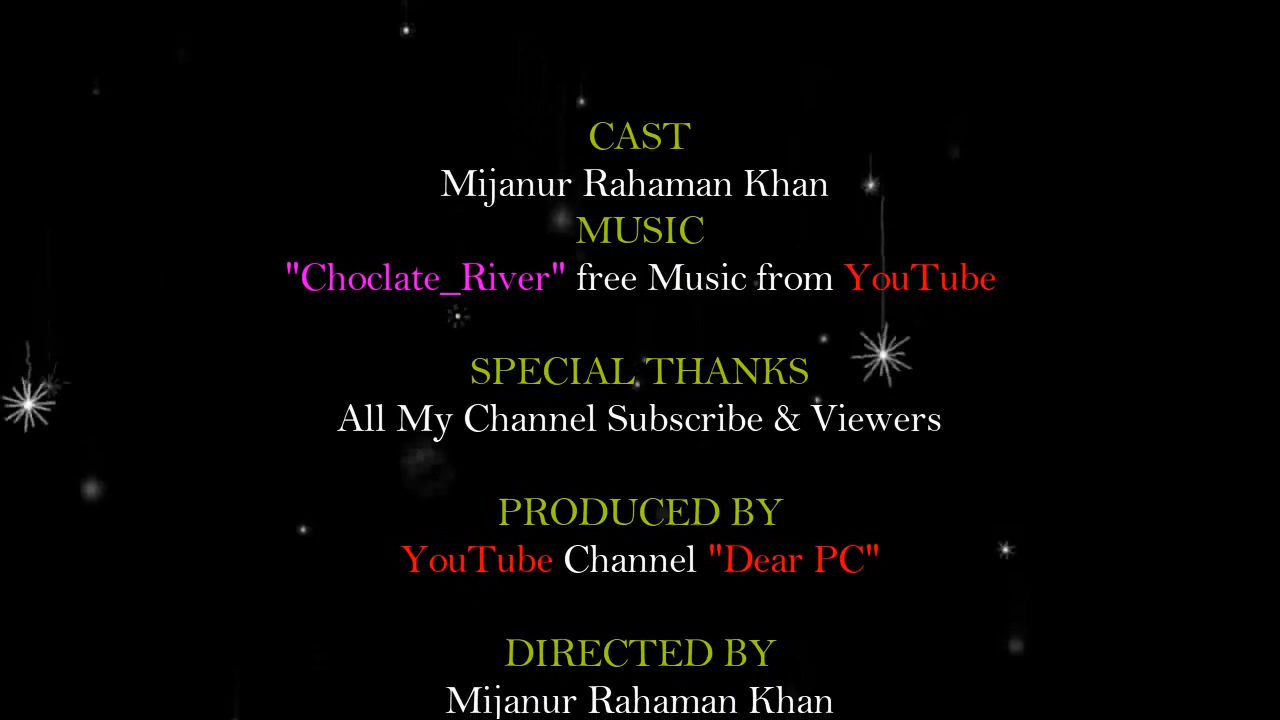 CAST
Mijanur Rahaman Khan
MUSIC
"Choclate_River" free Music from YouTube
SPECIAL THANKS
All My Channel Subscribe & Viewers
PRODUCED BY
YouTube Channel "Dear PC"
DIRECTED BY
Mijanur Rahaman Khan